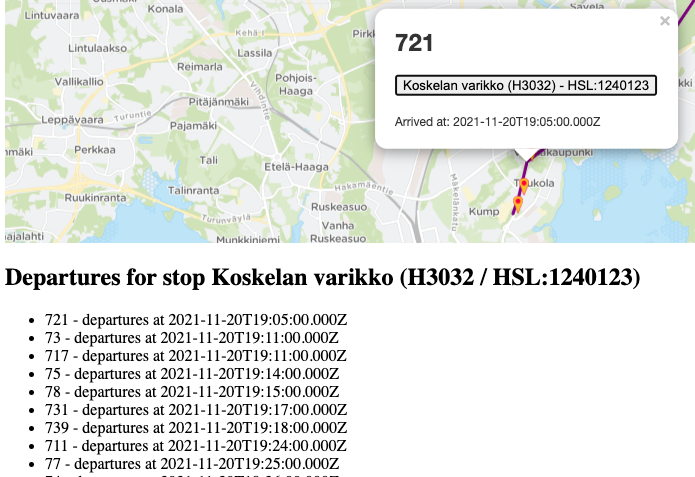 Lintuvaara
Konala
Kehä I
Lassila
Pirk
Savela
Lintulaakso
Reimarla
Vallikallio
Pohjois-
Haaga
Vihdintie
Pitäjänmäki
Turuntie
Leppävaara
Pajamäki
mäki
Perkkaa
Tali
Etelä-Haaga
Hakamäentie
Mäkelänkatu
kaupunki
Talinranta
Ruukinranta
Ruskeasuo
Kump
Turunväylä
Vanha
Ruskeasuo
ajalahti
Munkkiniemi
721
×
Koskelan varikko (H3032) - HSL:1240123
Arrived at: 2021-11-20T19:05:00.000Z
Departures for stop Koskelan varikko (H3032 / HSL:1240123)
721 - departures at 2021-11-20T19:05:00.000Z
73 - departures at 2021-11-20T19:11:00.000Z
717 - departures at 2021-11-20T19:11:00.000Z
75 - departures at 2021-11-20T19:14:00.000Z
78 - departures at 2021-11-20T19:15:00.000Z
731 - departures at 2021-11-20T19:17:00.000Z
739 - departures at 2021-11-20T19:18:00.000Z
711 - departures at 2021-11-20T19:24:00.000Z
77 - departures at 2021-11-20T19:25:00.000Z